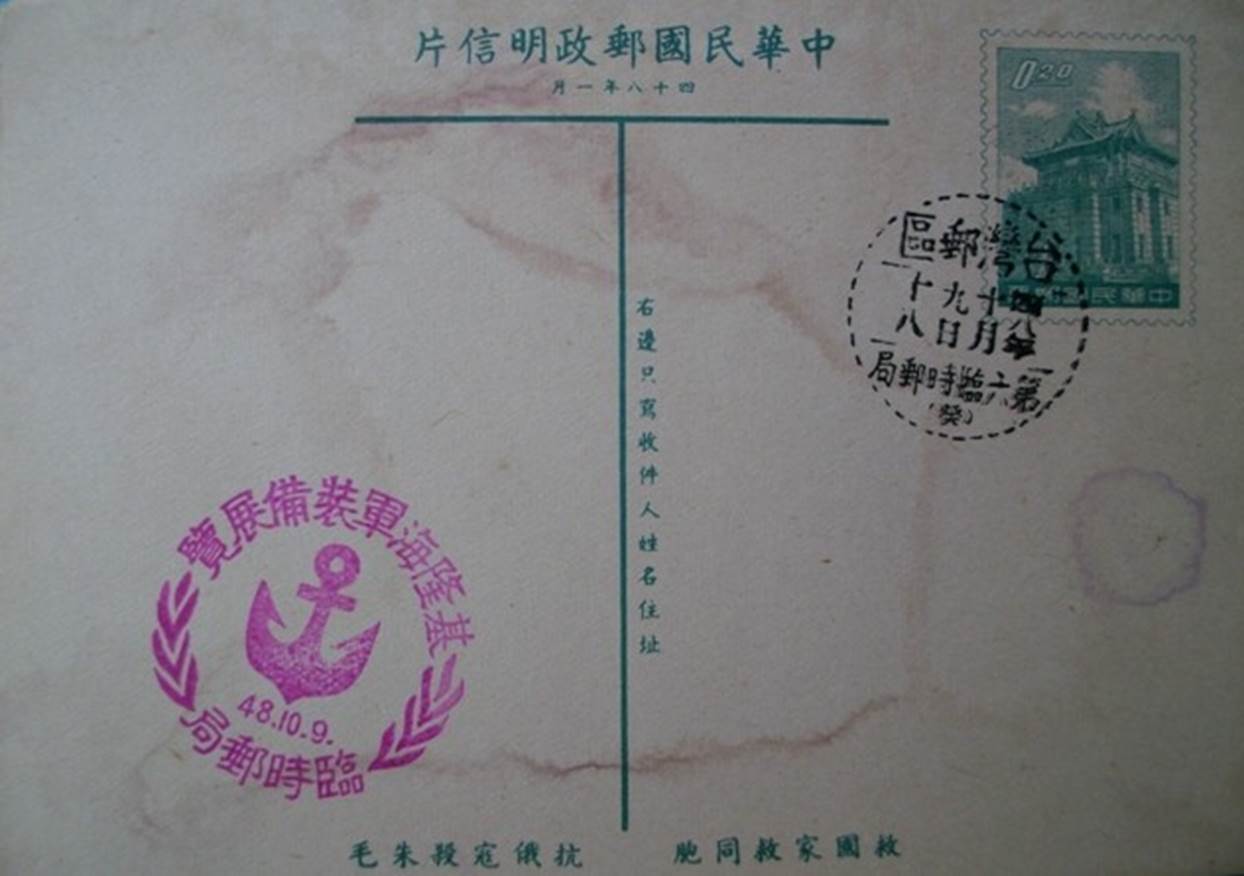 中華民國郵政明信片
四十八年一月
0.20
中華民國郵
台灣郵區
四八年
十月九日
十八
第六臨時郵局
(癸)
右邊只寫收件人姓名住址
基隆海軍裝備展覽
48.10.9.
臨時郵局
救國家救同胞
抗俄寇殺朱毛